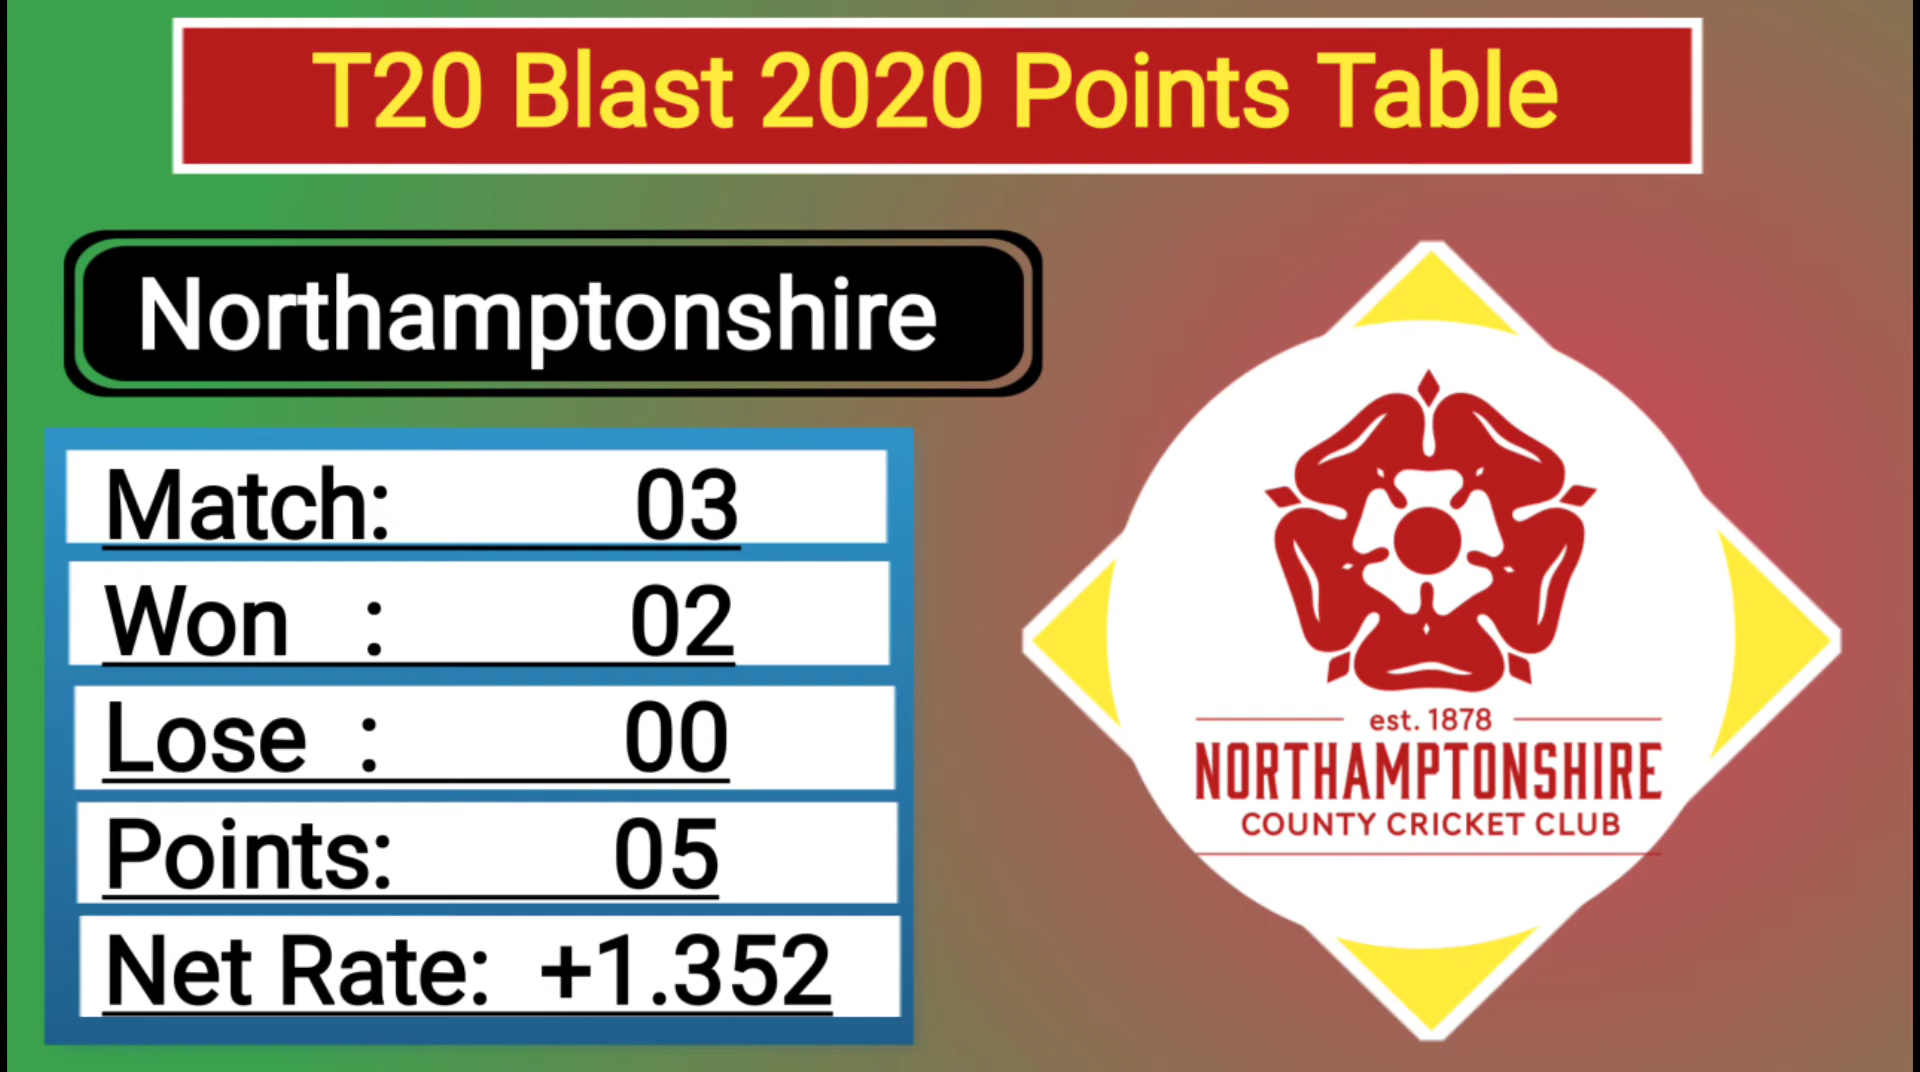 T20 Blast 2020 Points Table
Northamptonshire
Match: 03
Won : 02
Lose : 00
Points: 05
Net Rate: +1.352
est. 1878
NORTHAMPTONSHIRE
COUNTY CRICKET CLUB